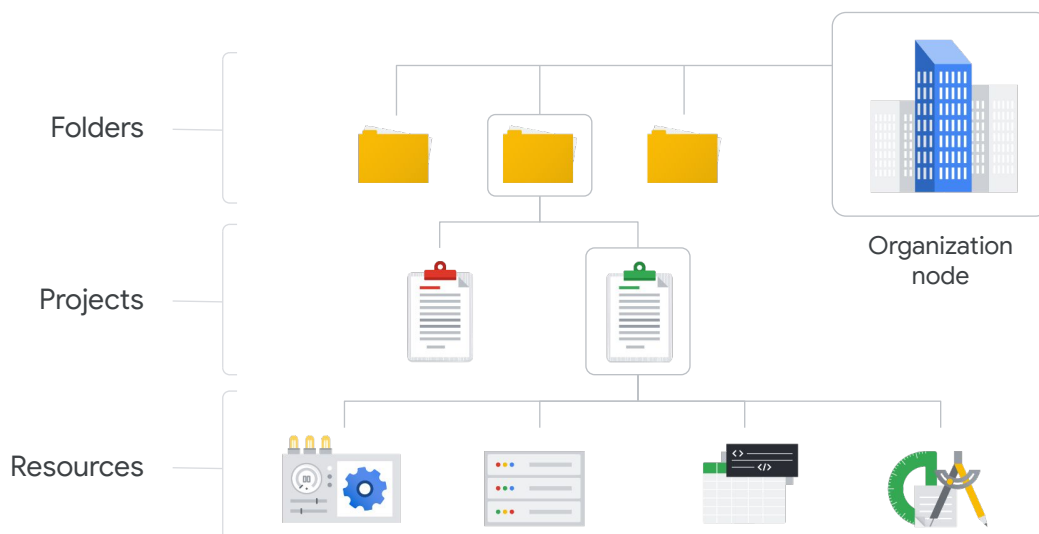 Folders
Organization
node
Projects
Resources